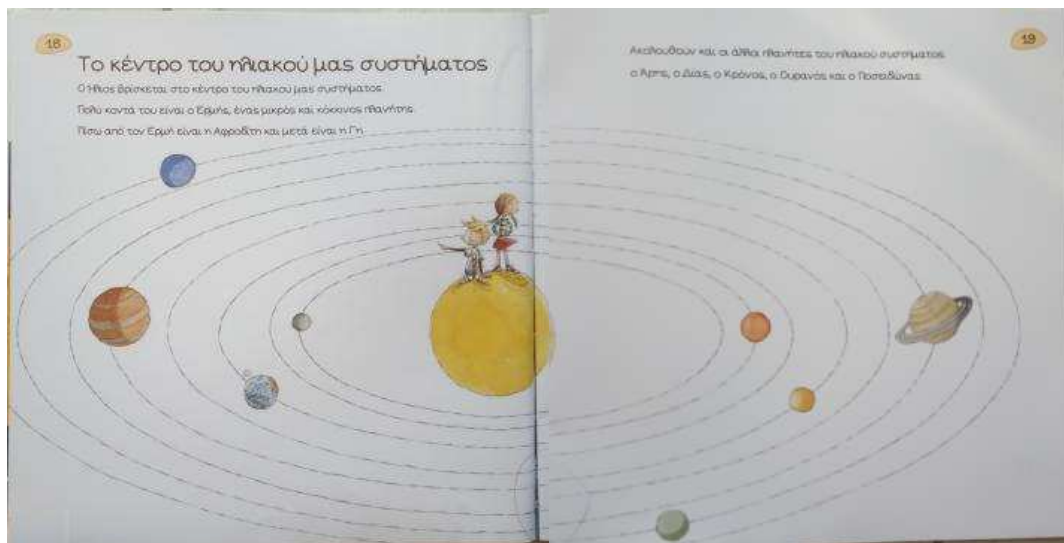 18
Το κέντρο του ηλιακού μας συστήματος
Ο Ήλιος βρίσκεται στο κέντρο του ηλιακού μας συστήματος.
Πολύ κοντά του είναι ο Ερμής, ένας μικρός και κόκκινος πλανήτης.
Πίσω από τον Ερμή είναι η Αφροδίτη και μετά είναι η Γη.
19
Ακολουθούν και οι άλλοι πλανήτες του ηλιακού συστήματος:
ο Άρης, ο Δίας, ο Κρόνος, ο Ουρανός και ο Ποσειδώνας.